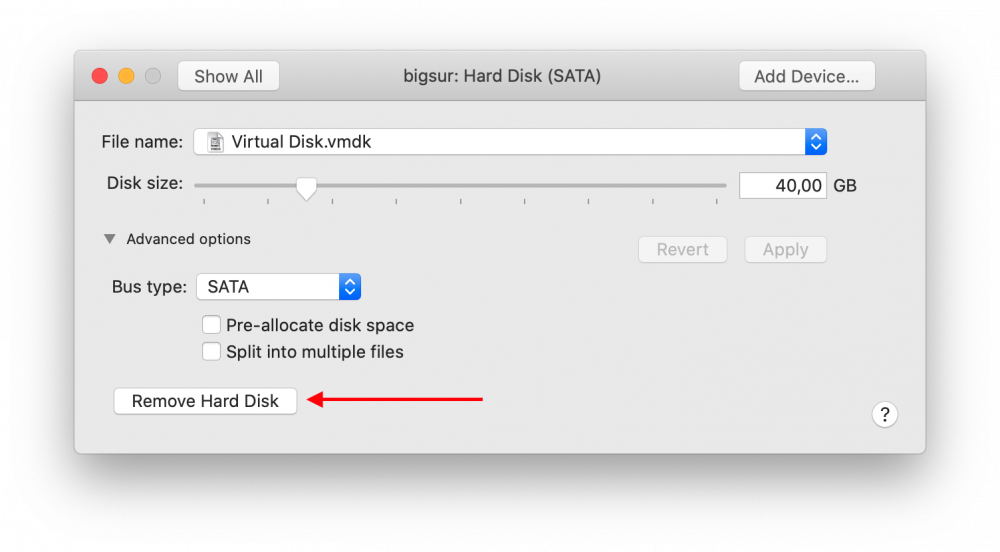 Show All bigsur: Hard Disk (SATA) Add Device...
File name: Virtual Disk.vmdk
Disk size: 40,00 GB
Advanced options
Revert Apply
Bus type: SATA
Pre-allocate disk space
Split into multiple files
Remove Hard Disk
?